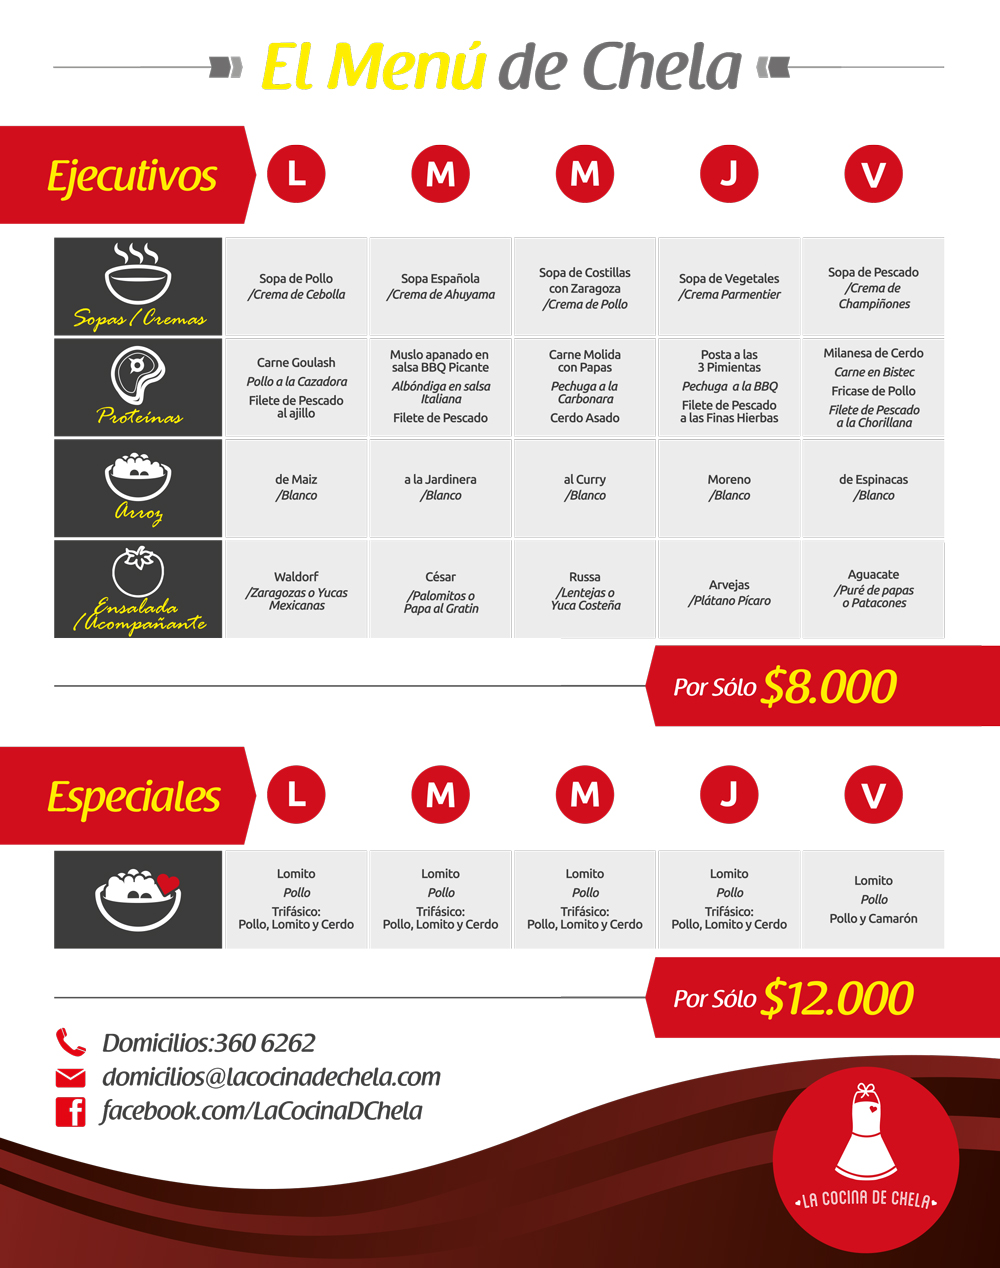 El Menú de Chela
Ejecutivos
L
M
M
J
V
Sopas / Cremas
Sopa de Pollo
/Crema de Cebolla
Sopa Española
/Crema de Ahuyama
Sopa de Costillas
con Zaragoza
/Crema de Pollo
Sopa de Vegetales
/Crema Parmentier
Sopa de Pescado
/Crema de
Champiñones
Proteínas
Carne Goulash
Pollo a la Cazadora
Filete de Pescado
al ajillo
Muslo apanado en
salsa BBQ Picante
Albóndiga en salsa
Italiana
Filete de Pescado
Carne Molida
con Papas
Pechuga a la
Carbonara
Cerdo Asado
Posta a las
3 Pimientas
Pechuga a la BBQ
Filete de Pescado
a las Finas Hierbas
Milanesa de Cerdo
Carne en Bistec
Fricase de Pollo
Filete de Pescado
a la Chorillana
Arroz
de Maiz
/Blanco
a la Jardinera
/Blanco
al Curry
/Blanco
Moreno
/Blanco
de Espinacas
/Blanco
Ensalada
/Acompañante
Waldorf
/Zaragozas o Yucas
Mexicanas
César
/Palomitos o
Papa al Gratin
Russa
/Lentejas o
Yuca Costeña
Arvejas
/Plátano Pícaro
Aguacate
/Puré de papas
o Patacones
Por Sólo $8.000
Especiales
L
M
M
J
V
Lomito
Pollo
Trifásico:
Pollo, Lomito y Cerdo
Lomito
Pollo
Trifásico:
Pollo, Lomito y Cerdo
Lomito
Pollo
Trifásico:
Pollo, Lomito y Cerdo
Lomito
Pollo
Trifásico:
Pollo, Lomito y Cerdo
Lomito
Pollo
Pollo y Camarón
Por Sólo $12.000
Domicilios:360 6262
domicilios@lacocinadechela.com
facebook.com/LaCocinaDChela
LA COCINA DE CHELA